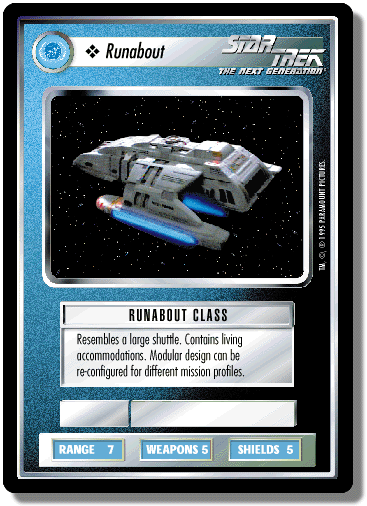 ❖ Runabout
STAR TREK
THE NEXT GENERATION
TM, ©, ® 1995 PARAMOUNT PICTURES.
RUNABOUT CLASS
Resembles a large shuttle. Contains living
accommodations. Modular design can be
re-configured for different mission profiles.
RANGE 7 WEAPONS 5 SHIELDS 5